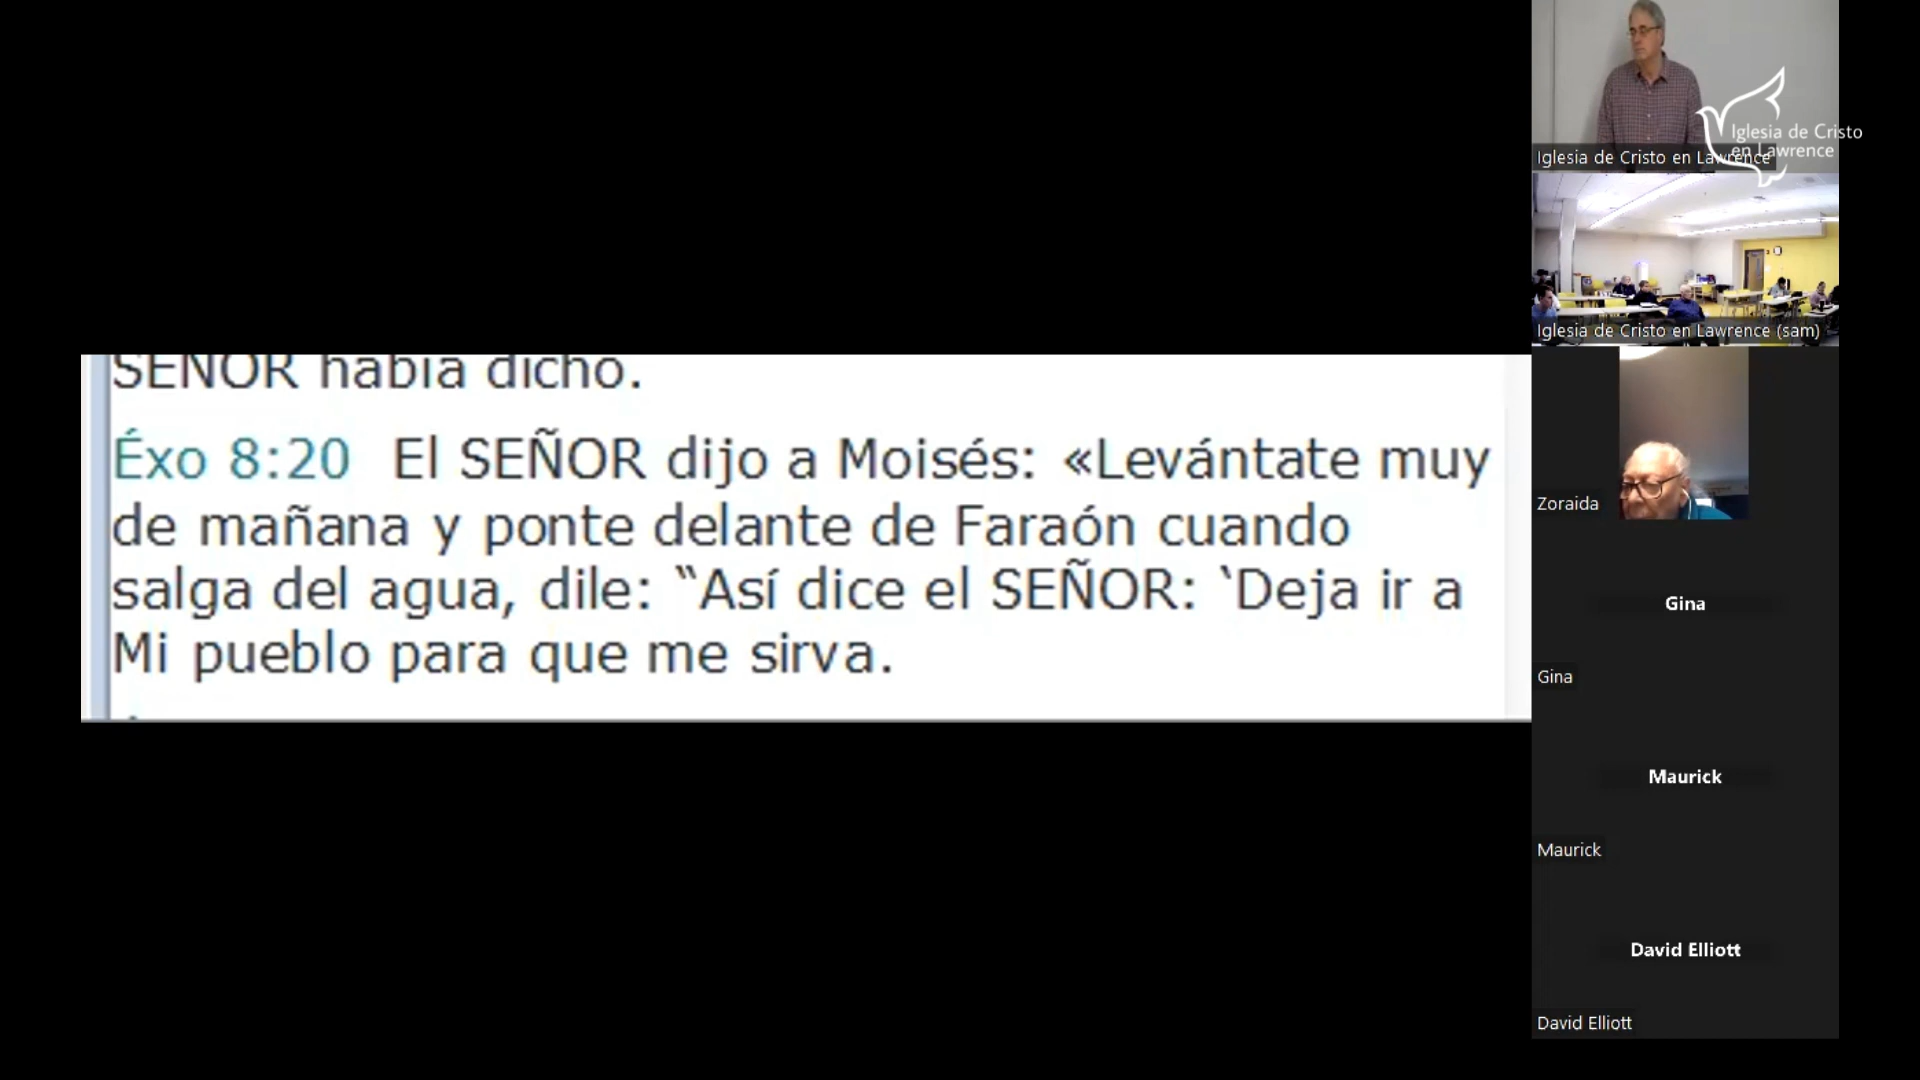 SEÑOR había dicho.
Éxo 8:20 El SEÑOR dijo a Moisés: «Levántate muy
de mañana y ponte delante de Faraón cuando
salga del agua, dile: “Así dice el SEÑOR: ‘Deja ir a
Mi pueblo para que me sirva.
Iglesia de Cristo
en Lawrence
Iglesia de Cristo en Lawrence
Iglesia de Cristo en Lawrence (sam)
Zoraida
Gina
Gina
Maurick
Maurick
David Elliott
David Elliott